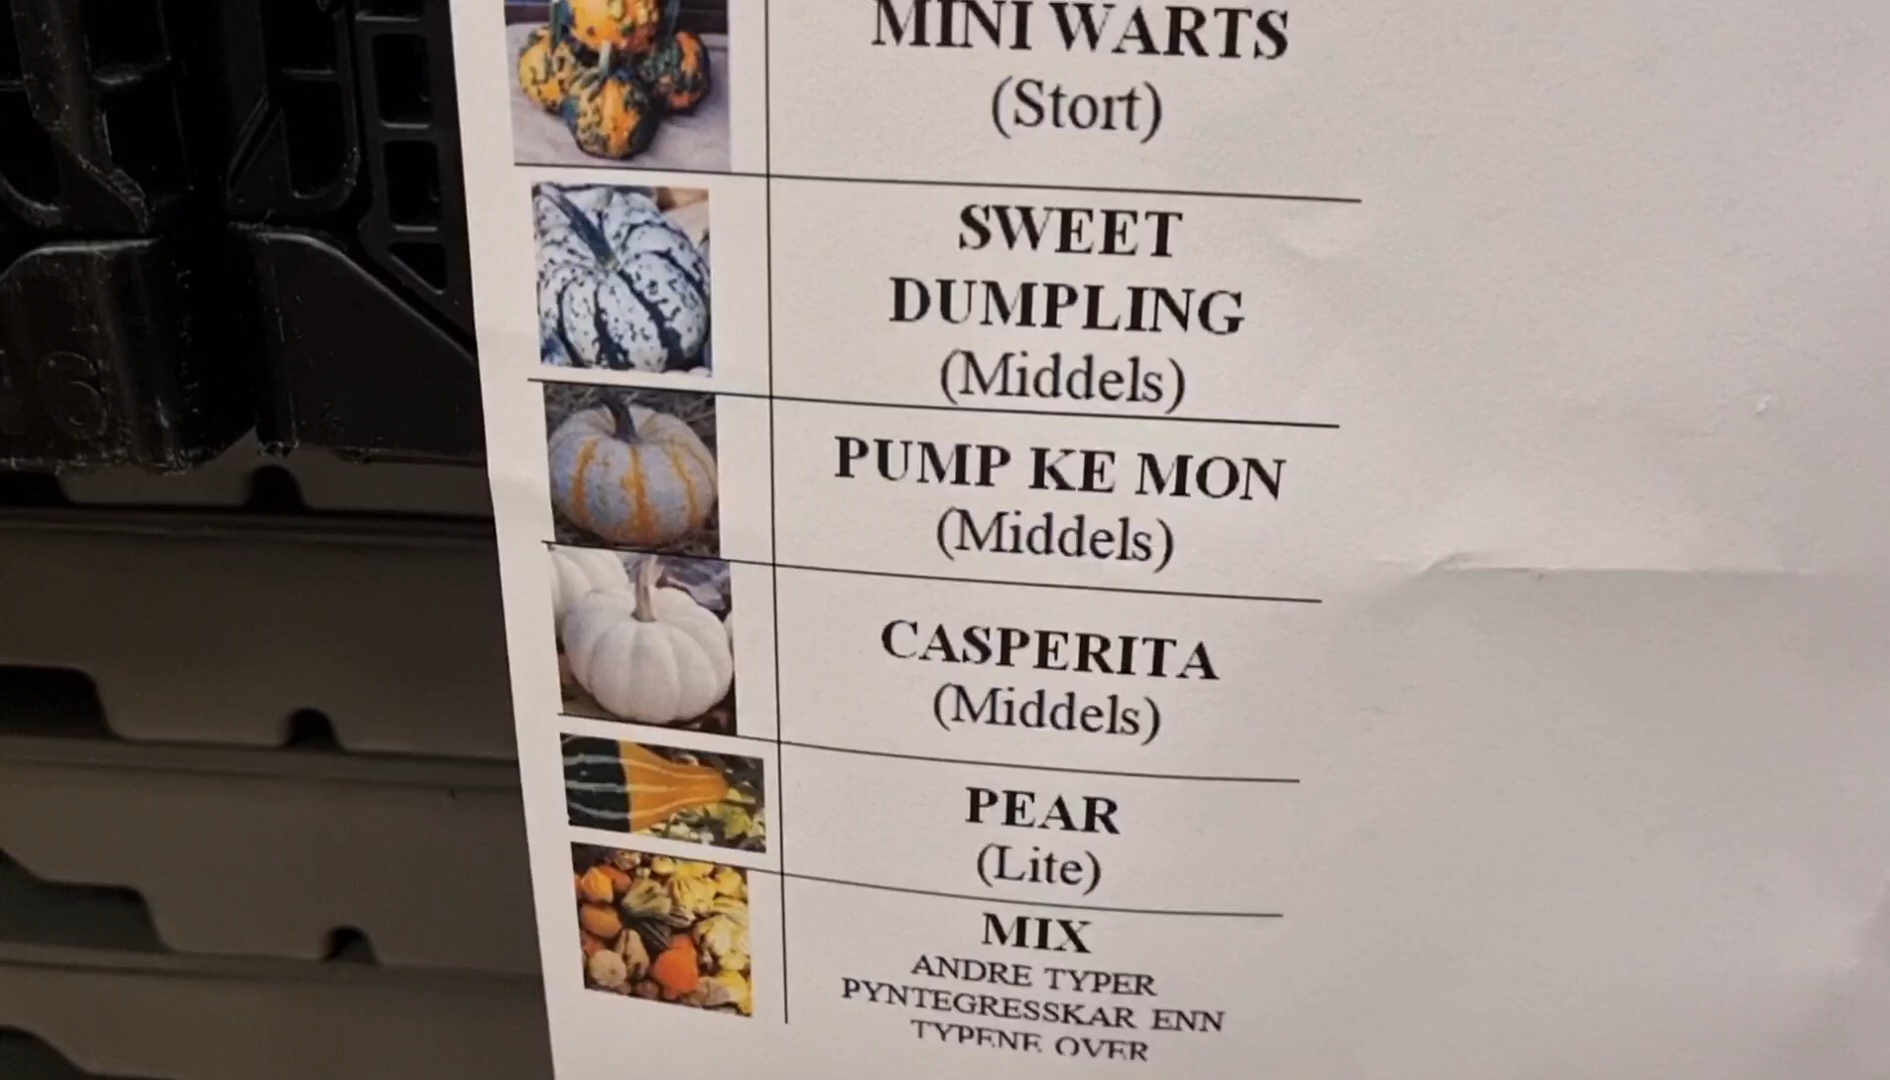 MINI WARTS
(Stort)
SWEET
DUMPLING
(Middels)
PUMP KE MON
(Middels)
CASPERITA
(Middels)
PEAR
(Lite)
MIX
ANDRE TYPER
PYNTEGRESSKAR ENN
TYPENE OVER